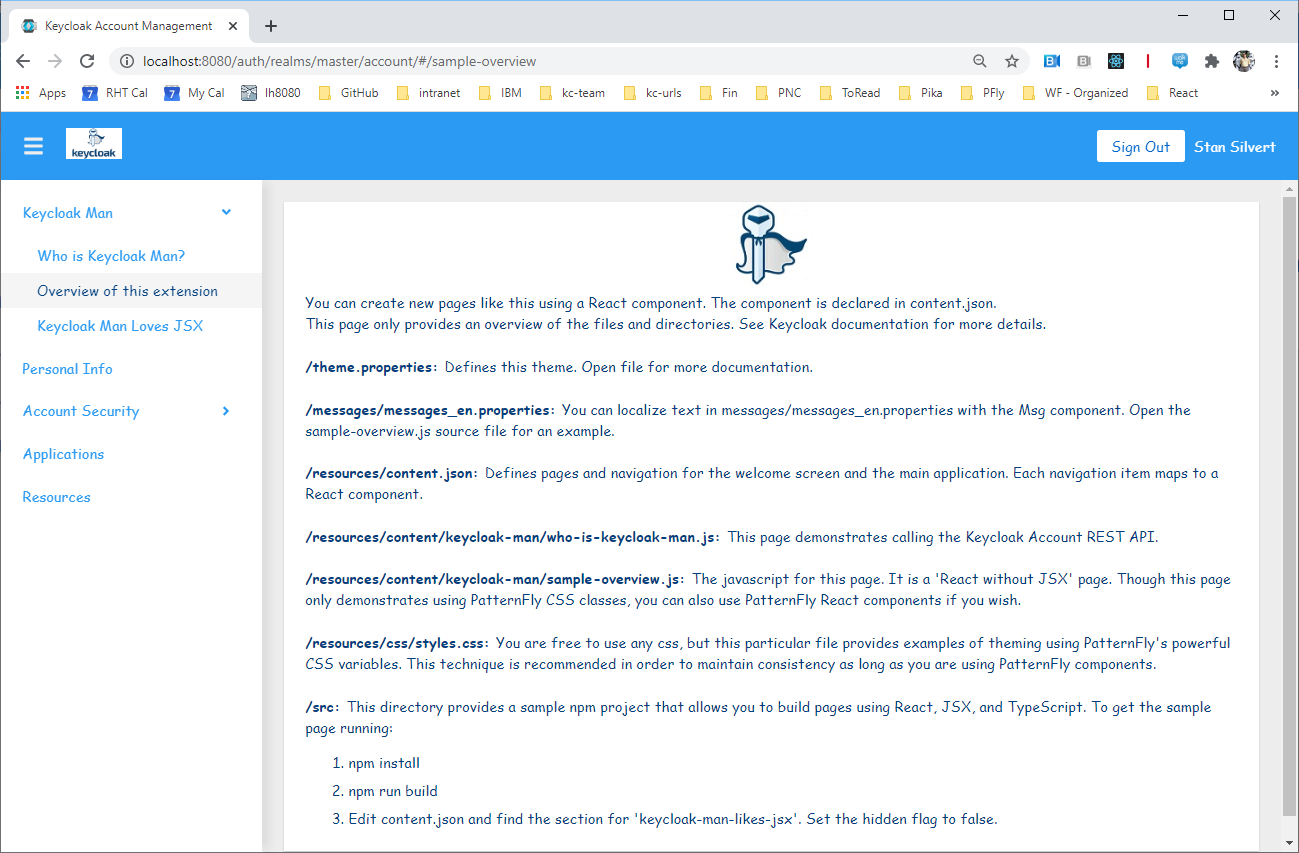 Keycloak Account Management
localhost:8080/auth/realms/master/account/#/sample-overview
Apps 7 RHT Cal 7 My Cal lh8080 GitHub intranet IBM kc-team kc-urls Fin PNC ToRead Pika PFly WF - Organized React »
keycloak Sign Out Stan Silvert
Keycloak Man
Who is Keycloak Man?
Overview of this extension
Keycloak Man Loves JSX
Personal Info
Account Security
Applications
Resources
You can create new pages like this using a React component. The component is declared in content.json.
This page only provides an overview of the files and directories. See Keycloak documentation for more details.
/theme.properties: Defines this theme. Open file for more documentation.
/messages/messages_en.properties: You can localize text in messages/messages_en.properties with the Msg component. Open the
sample-overview.js source file for an example.
/resources/content.json: Defines pages and navigation for the welcome screen and the main application. Each navigation item maps to a
React component.
/resources/content/keycloak-man/who-is-keycloak-man.js: This page demonstrates calling the Keycloak Account REST API.
/resources/content/keycloak-man/sample-overview.js: The javascript for this page. It is a 'React without JSX' page. Though this page
only demonstrates using PatternFly CSS classes, you can also use PatternFly React components if you wish.
/resources/css/styles.css: You are free to use any css, but this particular file provides examples of theming using PatternFly's powerful
CSS variables. This technique is recommended in order to maintain consistency as long as you are using PatternFly components.
/src: This directory provides a sample npm project that allows you to build pages using React, JSX, and TypeScript. To get the sample
page running:
1. npm install
2. npm run build
3. Edit content.json and find the section for 'keycloak-man-likes-jsx'. Set the hidden flag to false.